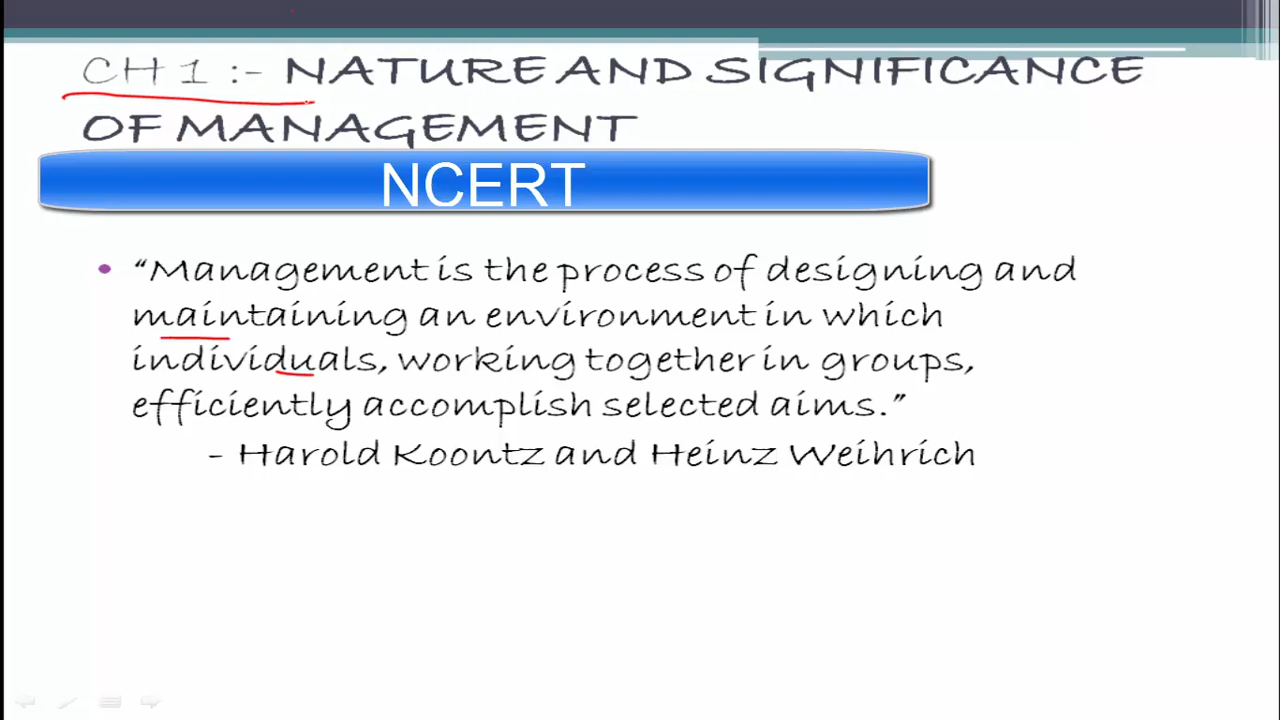 CH 1 :- NATURE AND SIGNIFICANCE
OF MANAGEMENT
NCERT
• “Management is the process of designing and
maintaining an environment in which
individuals, working together in groups,
efficiently accomplish selected aims.”
- Harold Koontz and Heinz Weihrich